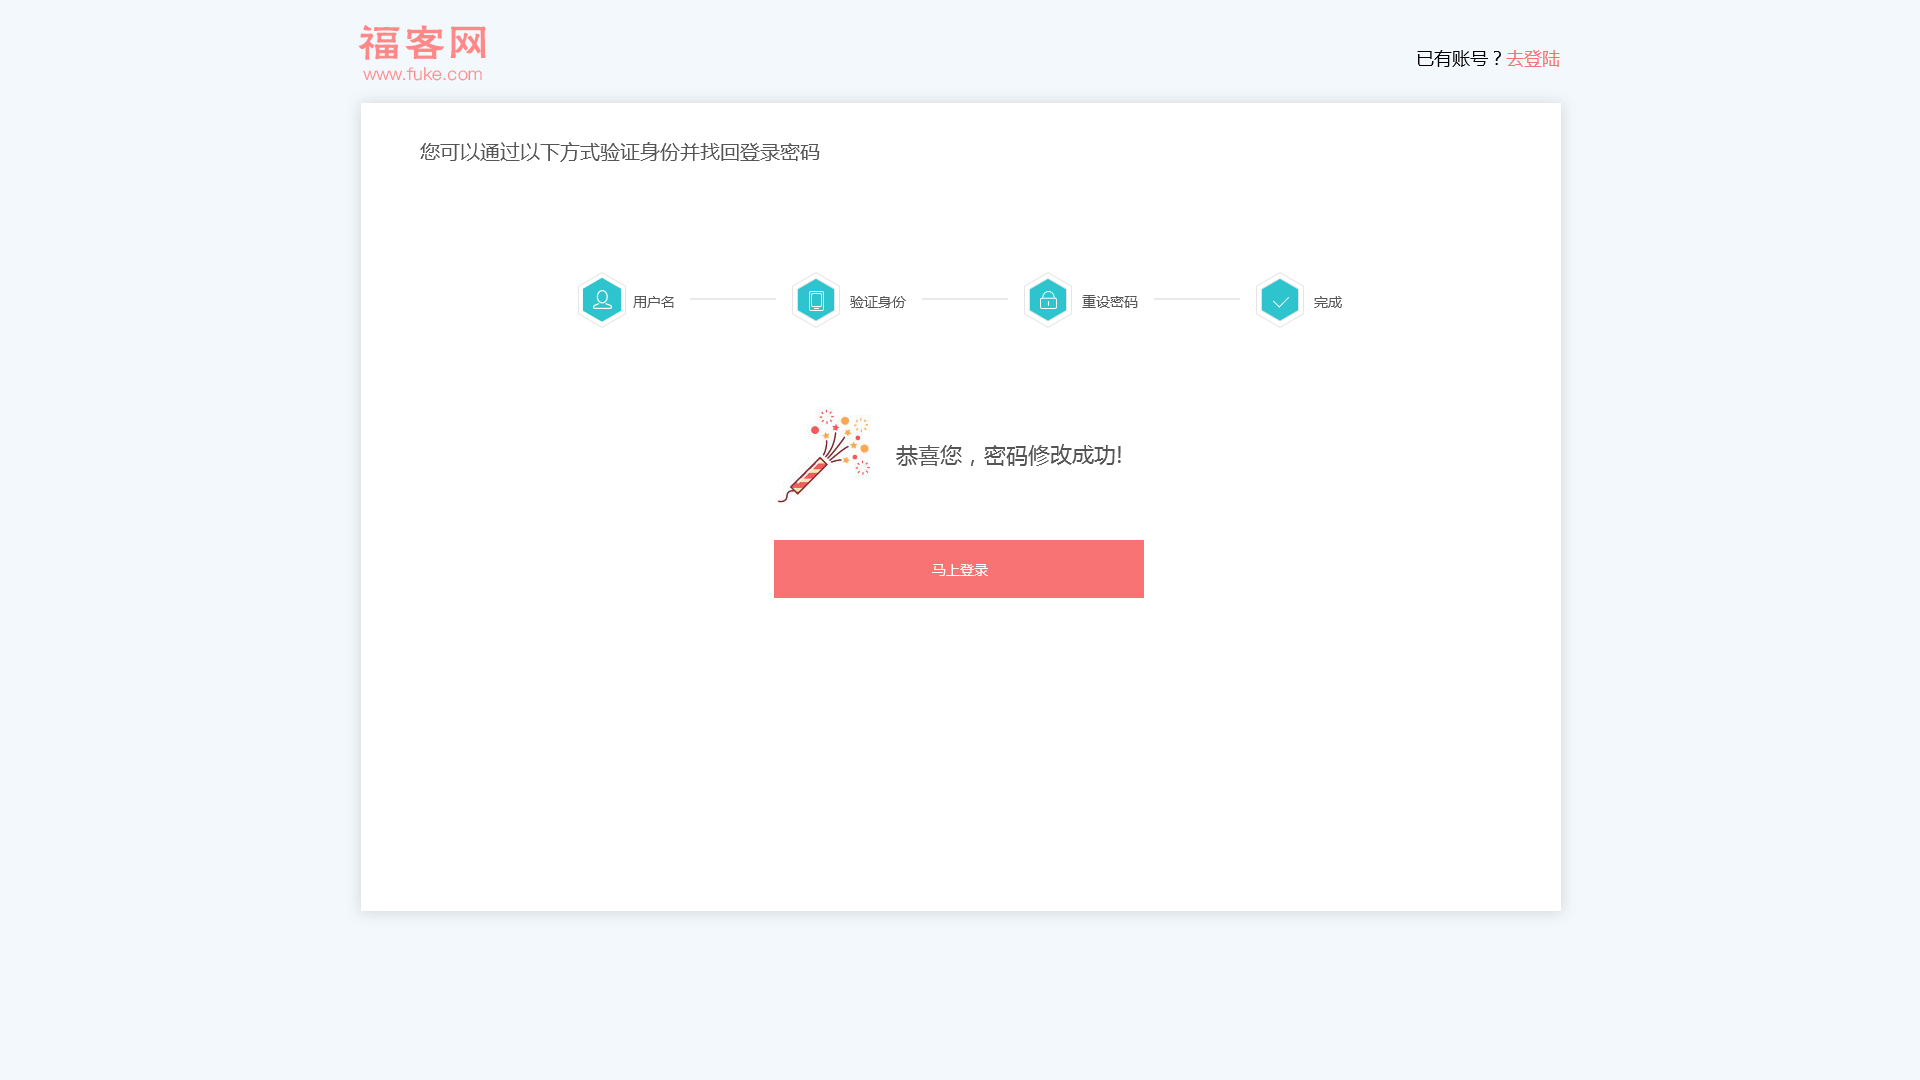 福客网
www.fuke.com
已有账号？去登陆
您可以通过以下方式验证身份并找回登录密码
用户名
验证身份
重设密码
完成
恭喜您，密码修改成功!
马上登录